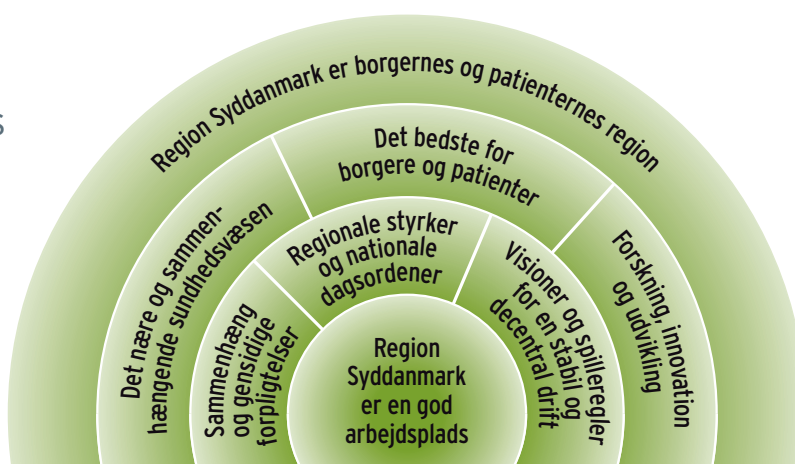 Region Syddanmark er borgernes og patienternes region
s
Det nære og sammen-
hængende sundhedsvæsen
Det bedste for
borgere og patienter
Forskning, innovation
og udvikling
Sammenhæng
og gensidige
forpligtelser
Regionale styrker
og nationale
dagsordener
Visioner og spilleregler
for en stabil og
decentral drift
Region
Syddanmark
er en god
arbejdsplads